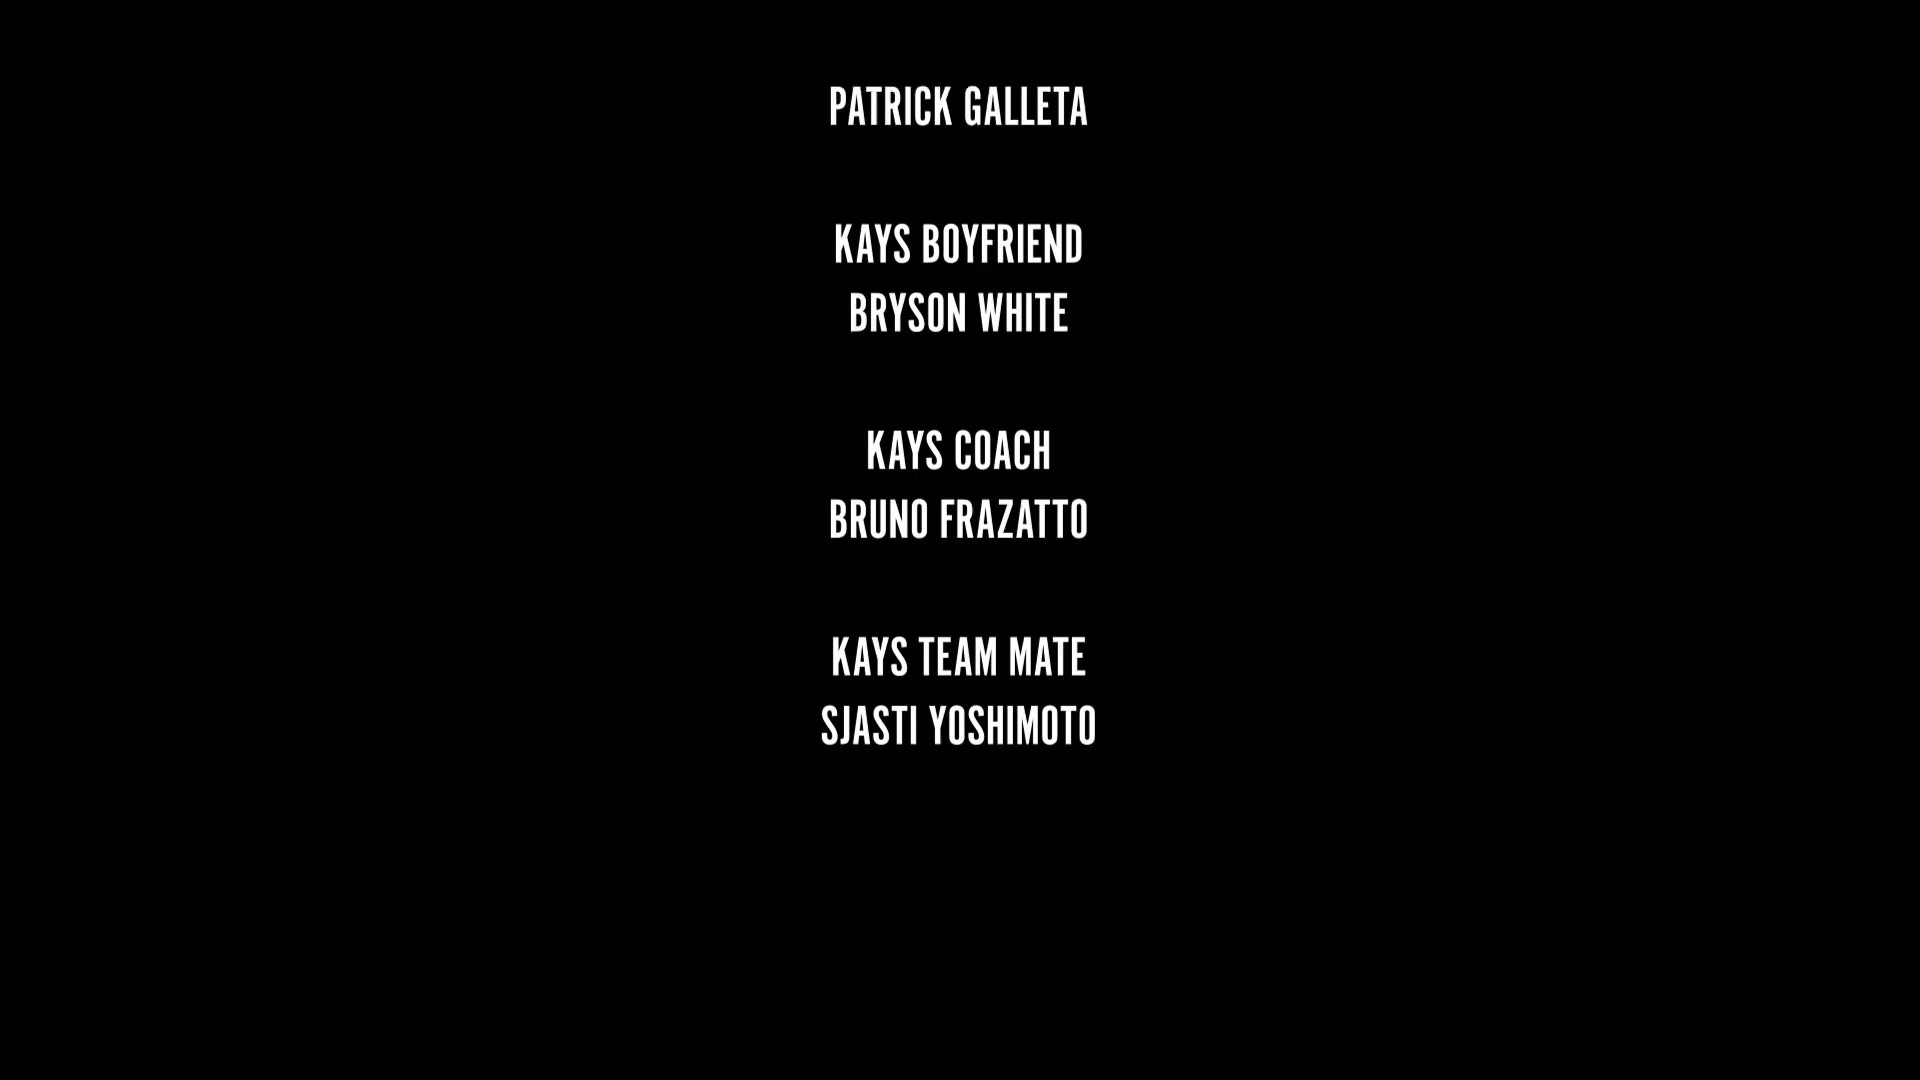 PATRICK GALLETA
KAYS BOYFRIEND
BRYSON WHITE
KAYS COACH
BRUNO FRAZATTO
KAYS TEAM MATE
SJASTI YOSHIMOTO